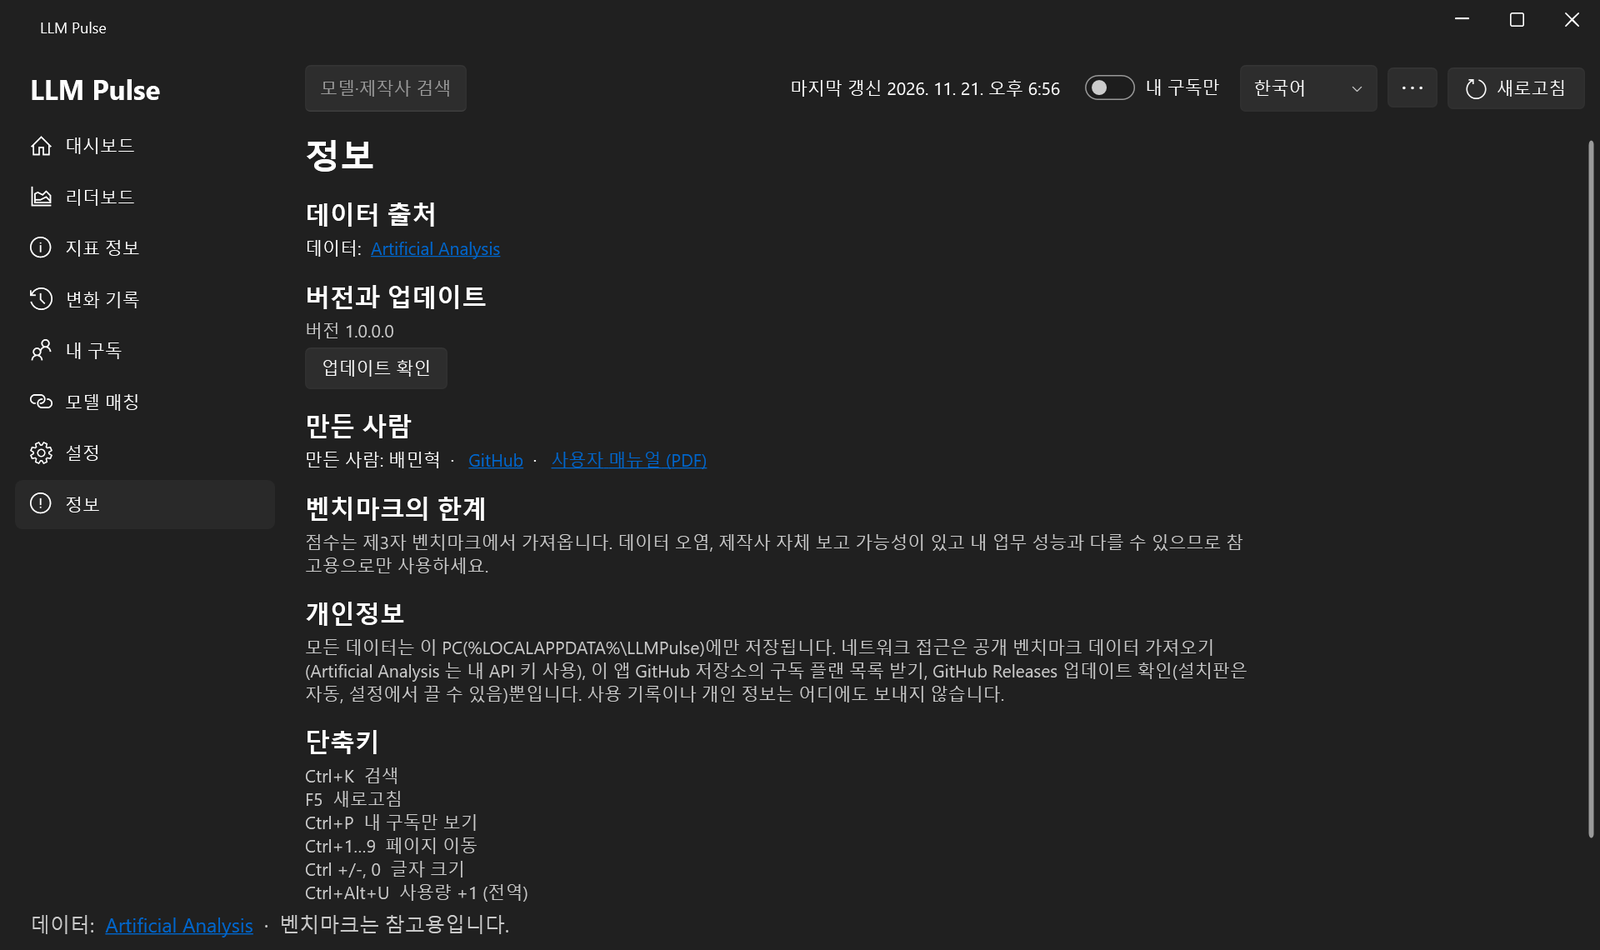 LLM Pulse
LLM Pulse
모델·제작사 검색
마지막 갱신 2026. 11. 21. 오후 6:56
내 구독만
한국어
···
새로고침
대시보드
리더보드
지표 정보
변화 기록
내 구독
모델 매칭
설정
정보
정보
데이터 출처
데이터: Artificial Analysis
버전과 업데이트
버전 1.0.0.0
업데이트 확인
만든 사람
만든 사람: 배민혁 · GitHub · 사용자 매뉴얼 (PDF)
벤치마크의 한계
점수는 제3자 벤치마크에서 가져옵니다. 데이터 오염, 제작사 자체 보고 가능성이 있고 내 업무 성능과 다를 수 있으므로 참
고용으로만 사용하세요.
개인정보
모든 데이터는 이 PC(%LOCALAPPDATA%\LLMPulse)에만 저장됩니다. 네트워크 접근은 공개 벤치마크 데이터 가져오기
(Artificial Analysis 는 내 API 키 사용), 이 앱 GitHub 저장소의 구독 플랜 목록 받기, GitHub Releases 업데이트 확인(설치판은
자동, 설정에서 끌 수 있음)뿐입니다. 사용 기록이나 개인 정보는 어디에도 보내지 않습니다.
단축키
Ctrl+K 검색
F5 새로고침
Ctrl+P 내 구독만 보기
Ctrl+1...9 페이지 이동
Ctrl +/-, 0 글자 크기
Ctrl+Alt+U 사용량 +1 (전역)
데이터: Artificial Analysis · 벤치마크는 참고용입니다.